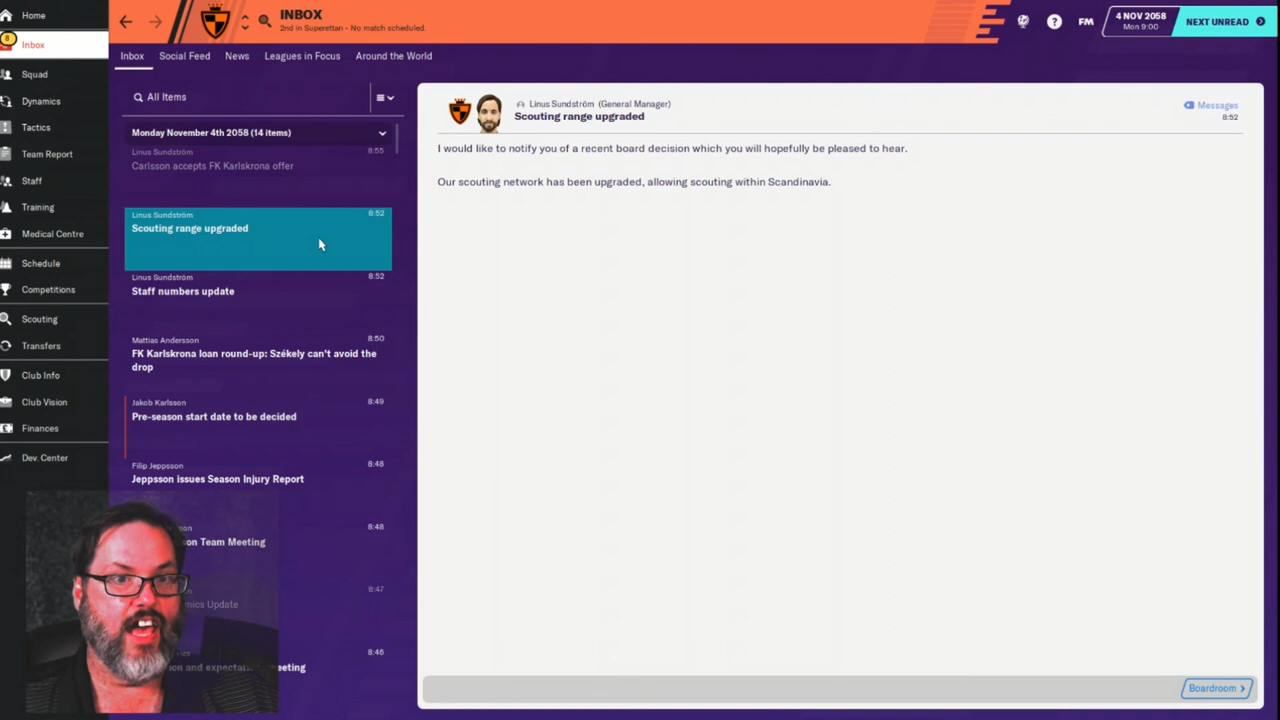 Home
8
Inbox
Squad
Dynamics
Tactics
Team Report
Staff
Training
Medical Centre
Schedule
Competitions
Scouting
Transfers
Club Info
Club Vision
Finances
Dev. Center
INBOX
2nd in Superettan - No match scheduled.
FM
4 NOV 2058
Mon 9:00
NEXT UNREAD
Inbox Social Feed News Leagues in Focus Around the World
All Items
Monday November 4th 2058 (14 items)
Linus Sundström 8:55
Carlsson accepts FK Karlskrona offer
Linus Sundström 8:52
Scouting range upgraded
Linus Sundström 8:52
Staff numbers update
Mattias Andersson 8:50
FK Karlskrona loan round-up: Székely can't avoid the
drop
Jakob Karlsson 8:49
Pre-season start date to be decided
Filip Jeppsson 8:48
Jeppsson issues Season Injury Report
8:48
son Team Meeting
8:47
mics Update
8:46
ion and expecta eeting
Linus Sundström (General Manager)
Scouting range upgraded
Messages
8:52
I would like to notify you of a recent board decision which you will hopefully be pleased to hear.
Our scouting network has been upgraded, allowing scouting within Scandinavia.
Boardroom